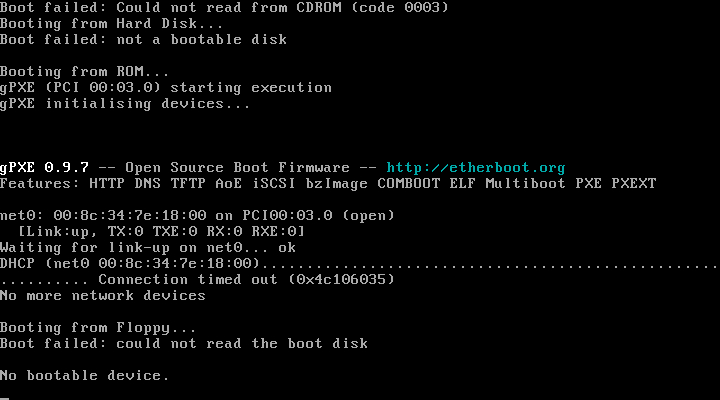 Boot failed: Could not read from CDROM (code 0003)
Booting from Hard Disk...
Boot failed: not a bootable disk
Booting from ROM...
gPXE (PCI 00:03.0) starting execution
gPXE initialising devices...
gPXE 0.9.7 -- Open Source Boot Firmware -- http://etherboot.org
Features: HTTP DNS TFTP AoE iSCSI bzImage COMBOOT ELF Multiboot PXE PXEXT
net0: 00:8c:34:7e:18:00 on PCI00:03.0 (open)
[Link:up, TX:0 TXE:0 RX:0 RXE:0]
Waiting for link-up on net0... ok
DHCP (net0 00:8c:34:7e:18:00)...................................................
.......... Connection timed out (0x4c106035)
No more network devices
Booting from Floppy...
Boot failed: could not read the boot disk
No bootable device.